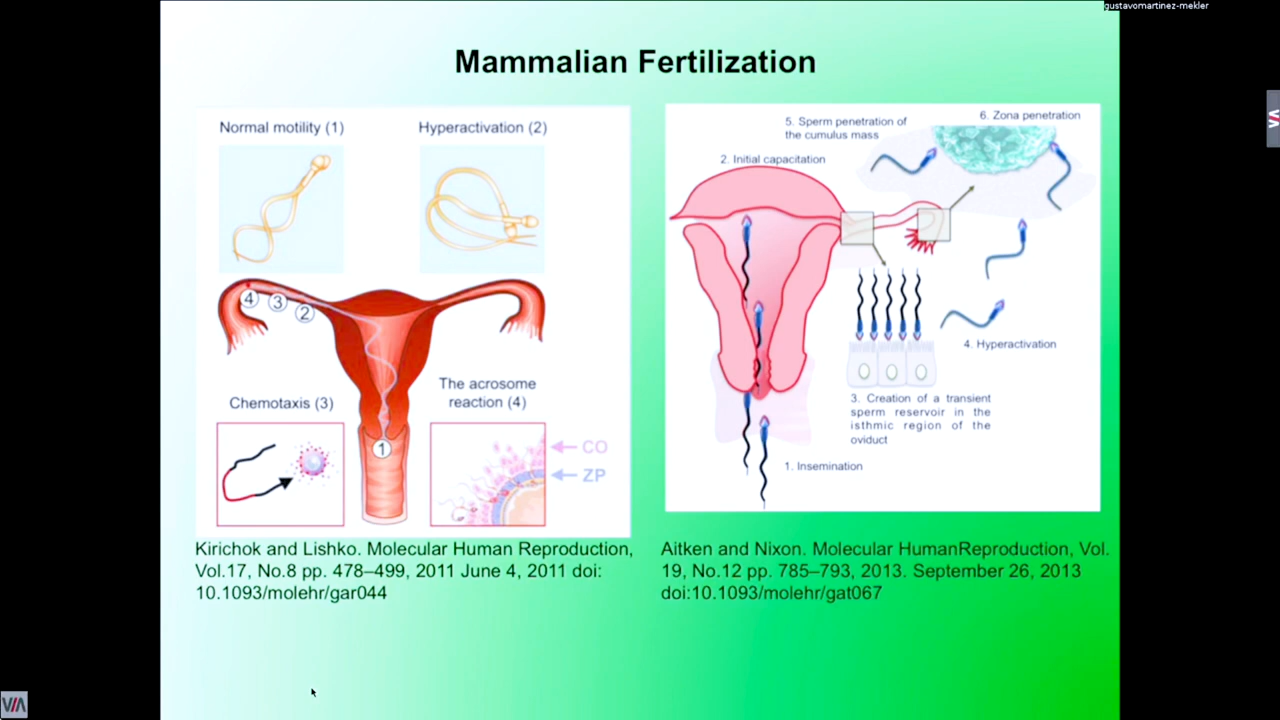 gustavomartinez-mekler
Mammalian Fertilization
Normal motility (1)
Hyperactivation (2)
4
3
2
Chemotaxis (3)
The acrosome
reaction (4)
1
CO
ZP
Kirichok and Lishko. Molecular Human Reproduction,
Vol.17, No.8 pp. 478–499, 2011 June 4, 2011 doi:
10.1093/molehr/gar044
5. Sperm penetration of
the cumulus mass
6. Zona penetration
2. Initial capacitation
4. Hyperactivation
3. Creation of a transient
sperm reservoir in the
isthmic region of the
oviduct
1. Insemination
Aitken and Nixon. Molecular HumanReproduction, Vol.
19, No.12 pp. 785–793, 2013. September 26, 2013
doi:10.1093/molehr/gat067
VIA